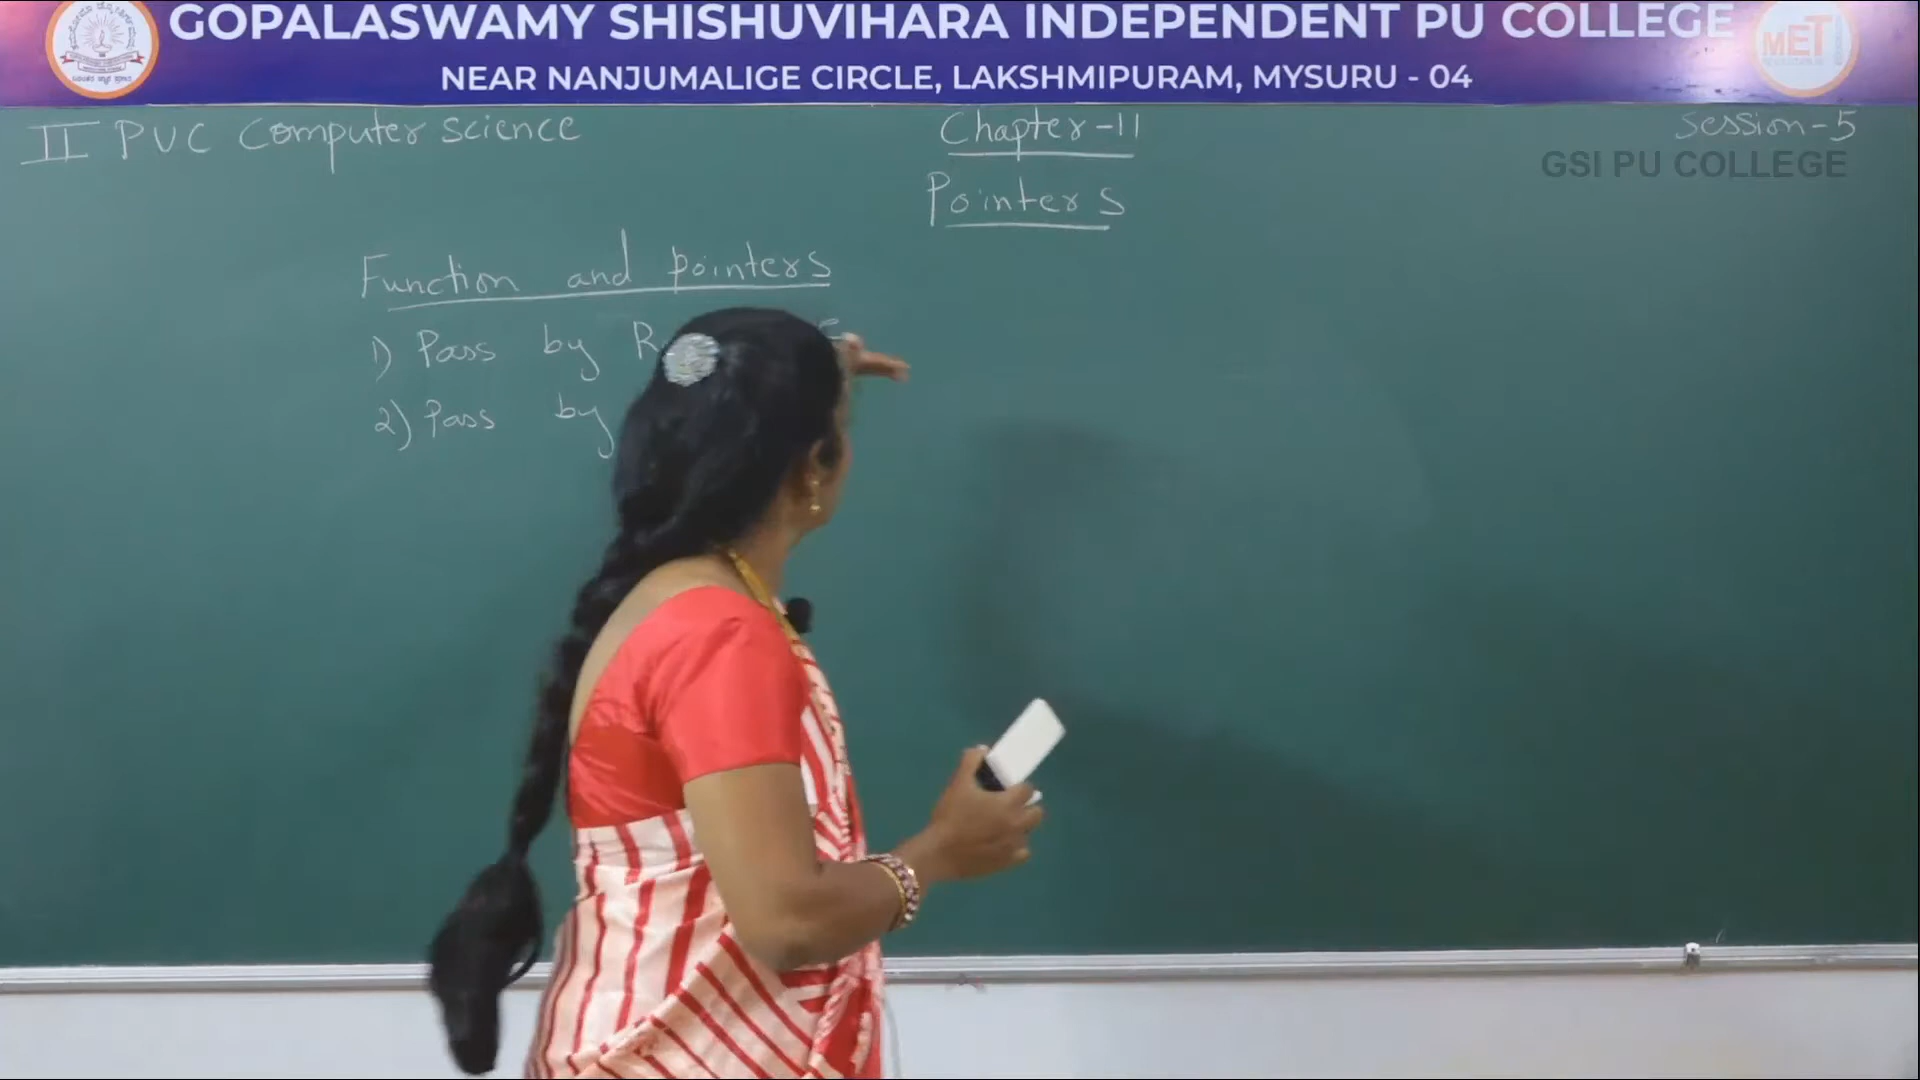 GOPALASWAMY SHISHUVIHARA INDEPENDENT PU COLLEGE
NEAR NANJUMALIGE CIRCLE, LAKSHMIPURAM, MYSURU - 04
MET
II PUC Computer science
Chapter-11
Session-5
GSI PU COLLEGE
Pointers
Function and pointers
1) Pass by
2) Pass by